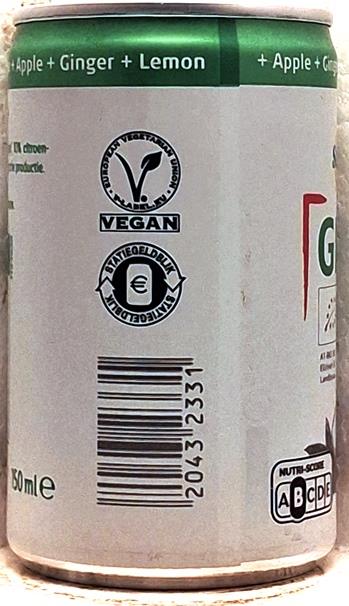 + Apple + Ginger + Lemon
+ Apple + Ging
10% citroen-
productie.
EUROPEAN VEGETARIAN UNION
V-LABEL.EU
VEGAN
STATIEGELDBLIK
STATIEGELDBLIK
€
2043 2331
150 ml e
G
NUTRI-SCORE
A B C D E